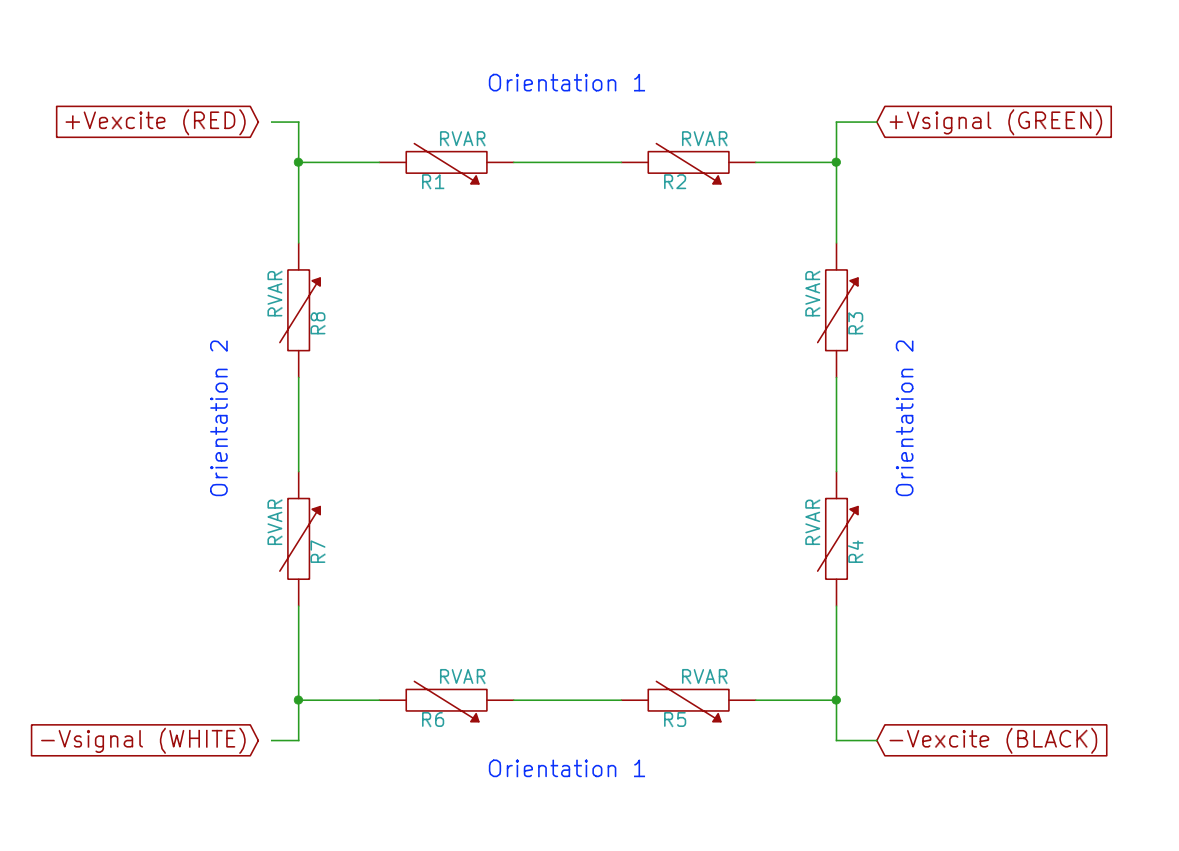 Orientation 1
+Vexcite (RED)
+Vsignal (GREEN)
RVAR
R1
RVAR
R2
RVAR
R8
RVAR
R3
Orientation 2
Orientation 2
RVAR
R7
RVAR
R4
RVAR
R6
RVAR
R5
-Vsignal (WHITE)
-Vexcite (BLACK)
Orientation 1